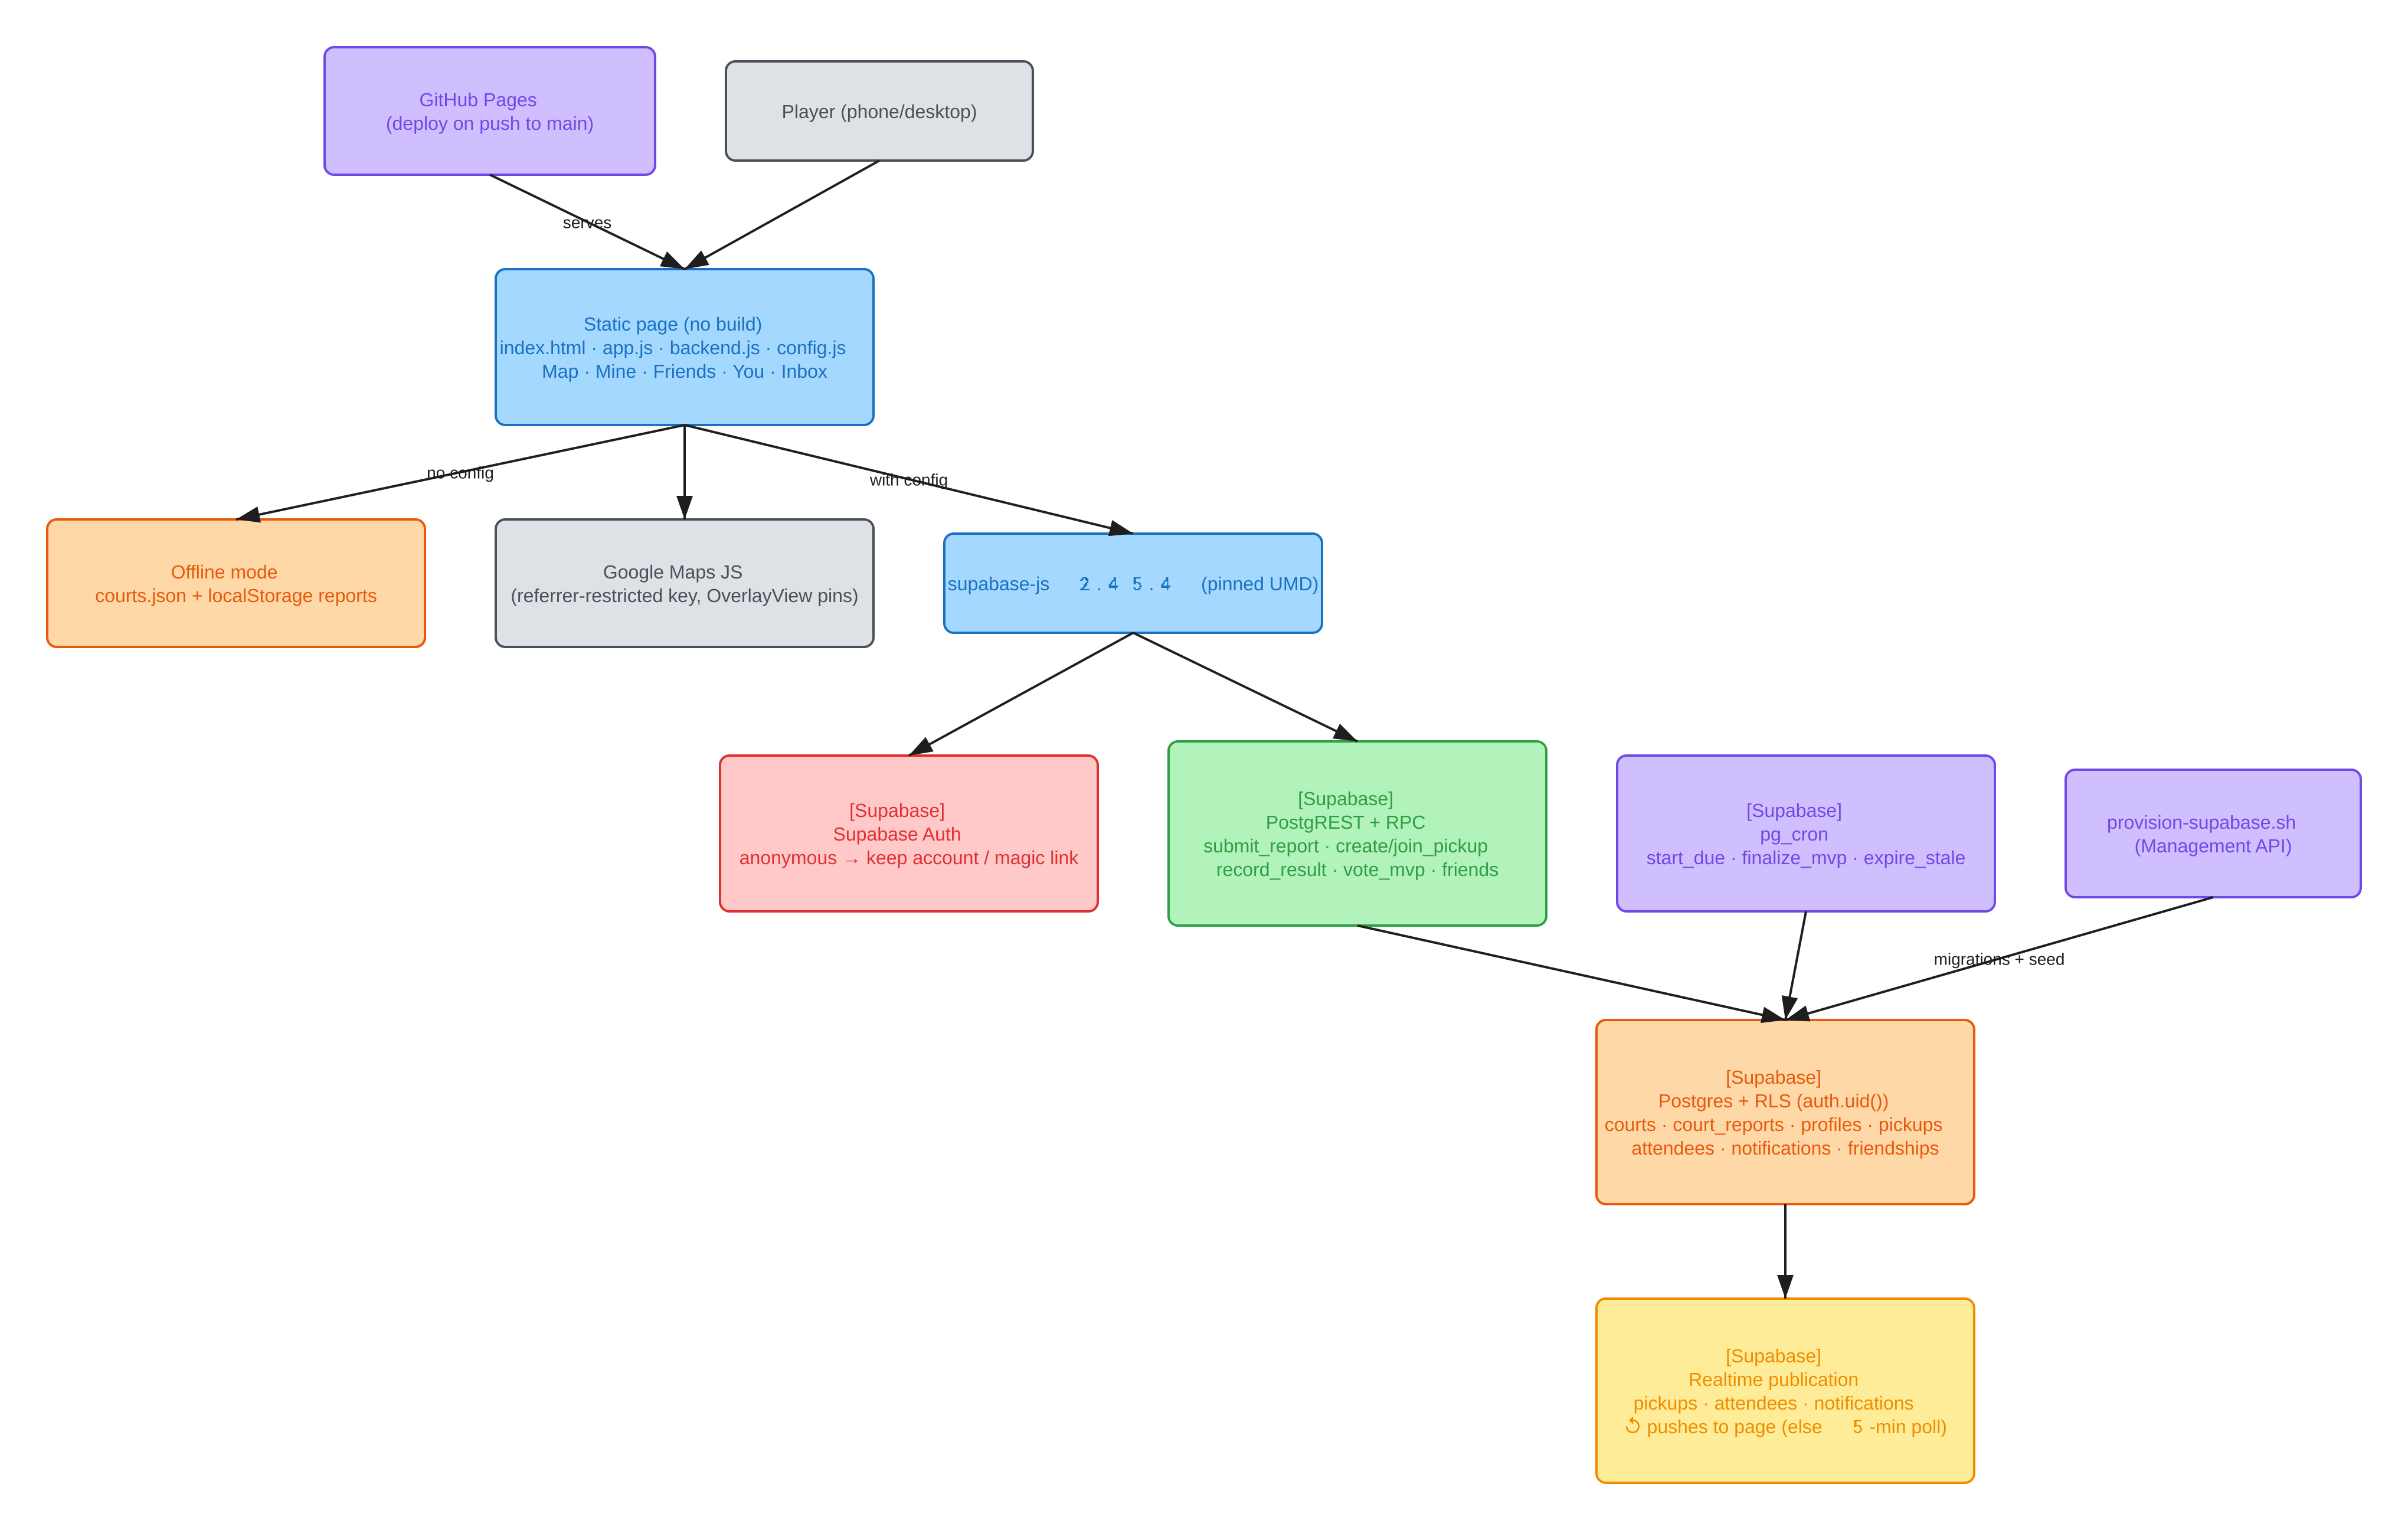 GitHub Pages
(deploy on push to main)
Player (phone/desktop)
serves
Static page (no build)
index.html · app.js · backend.js · config.js
Map · Mine · Friends · You · Inbox
no config
with config
Offline mode
courts.json + localStorage reports
Google Maps JS
(referrer-restricted key, OverlayView pins)
supabase-js 2.45.4 (pinned UMD)
[Supabase]
Supabase Auth
anonymous → keep account / magic link
[Supabase]
PostgREST + RPC
submit_report · create/join_pickup
record_result · vote_mvp · friends
[Supabase]
pg_cron
start_due · finalize_mvp · expire_stale
provision-supabase.sh
(Management API)
migrations + seed
[Supabase]
Postgres + RLS (auth.uid())
courts · court_reports · profiles · pickups
attendees · notifications · friendships
[Supabase]
Realtime publication
pickups · attendees · notifications
↺ pushes to page (else 5-min poll)